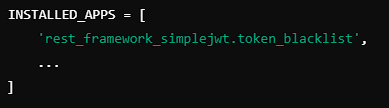 INSTALLED_APPS = [
    'rest_framework_simplejwt.token_blacklist',
    ...
]